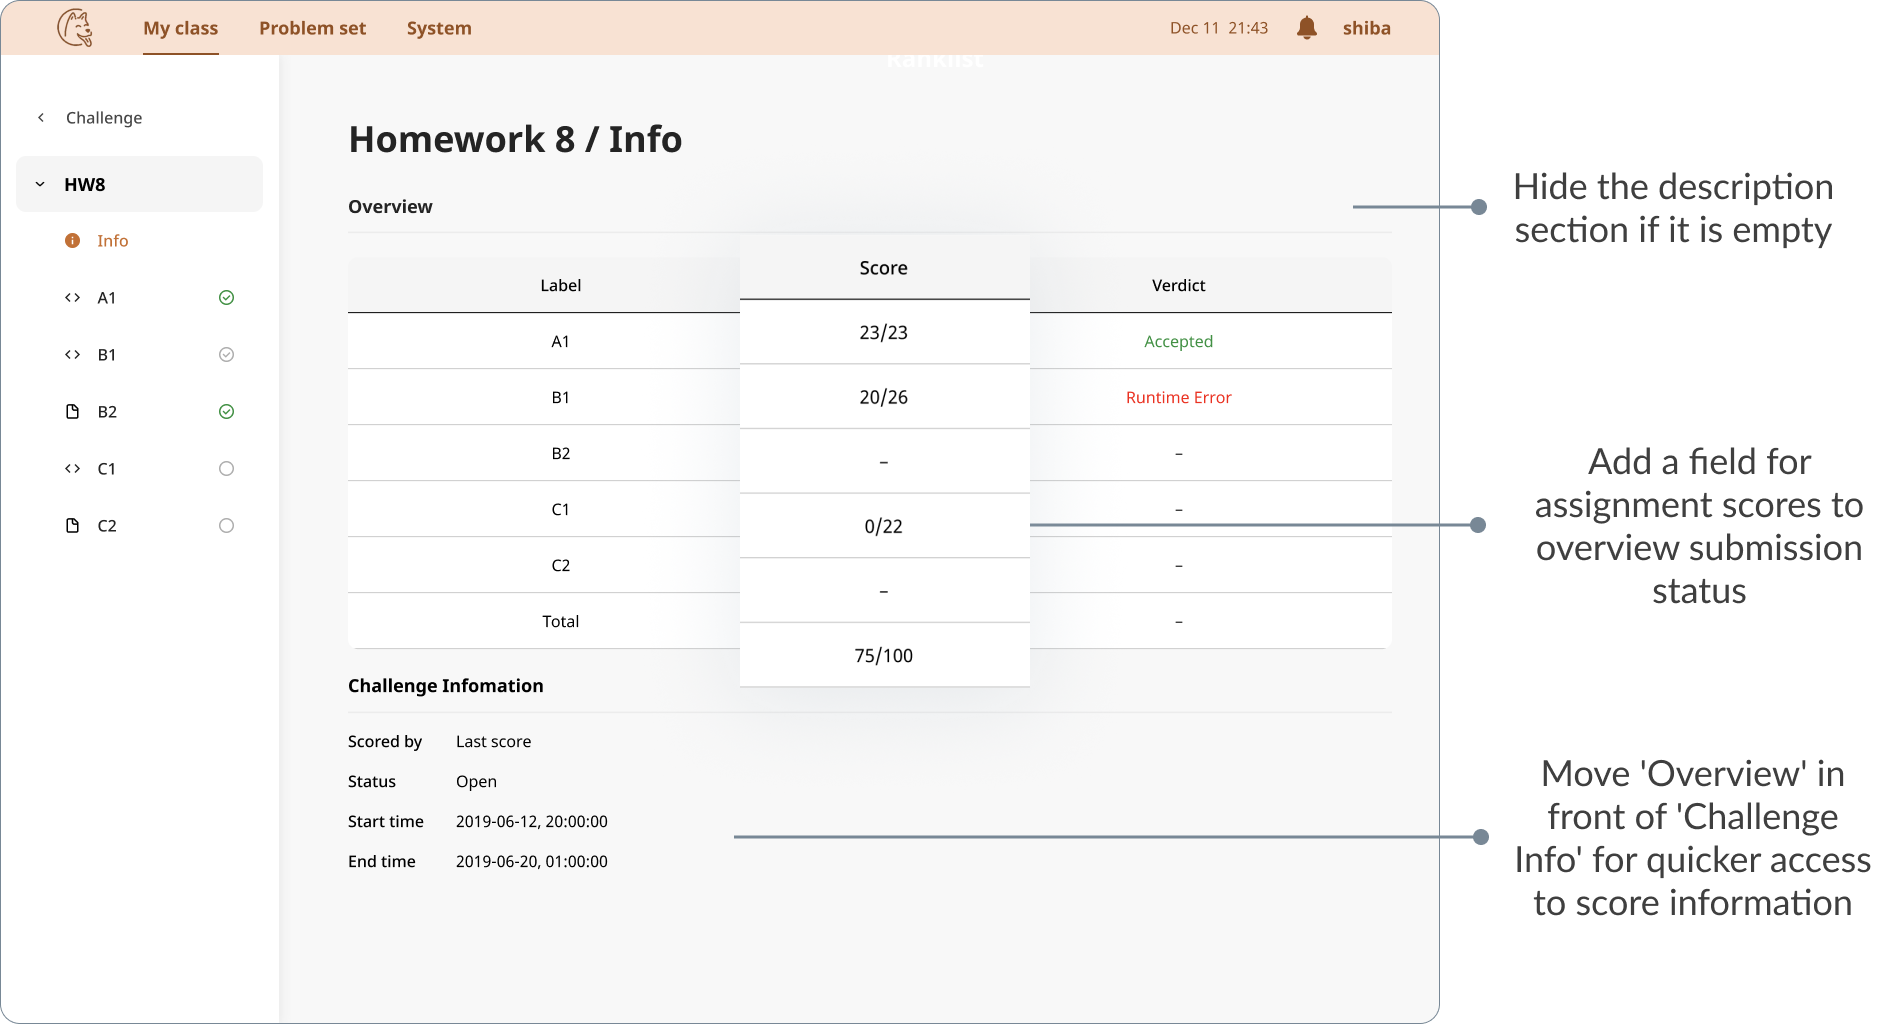 My class Problem set System Dec 11 21:43 shiba
Ranklist
Challenge
HW8
Info
A1
B1
B2
C1
C2
Homework 8 / Info
Overview
Label Score Verdict
A1 23/23 Accepted
B1 20/26 Runtime Error
B2 – –
C1 0/22 –
C2 – –
Total 75/100 –
Challenge Infomation
Scored by Last score
Status Open
Start time 2019-06-12, 20:00:00
End time 2019-06-20, 01:00:00
Hide the description
section if it is empty
Add a field for
assignment scores to
overview submission
status
Move 'Overview' in
front of 'Challenge
Info' for quicker access
to score information